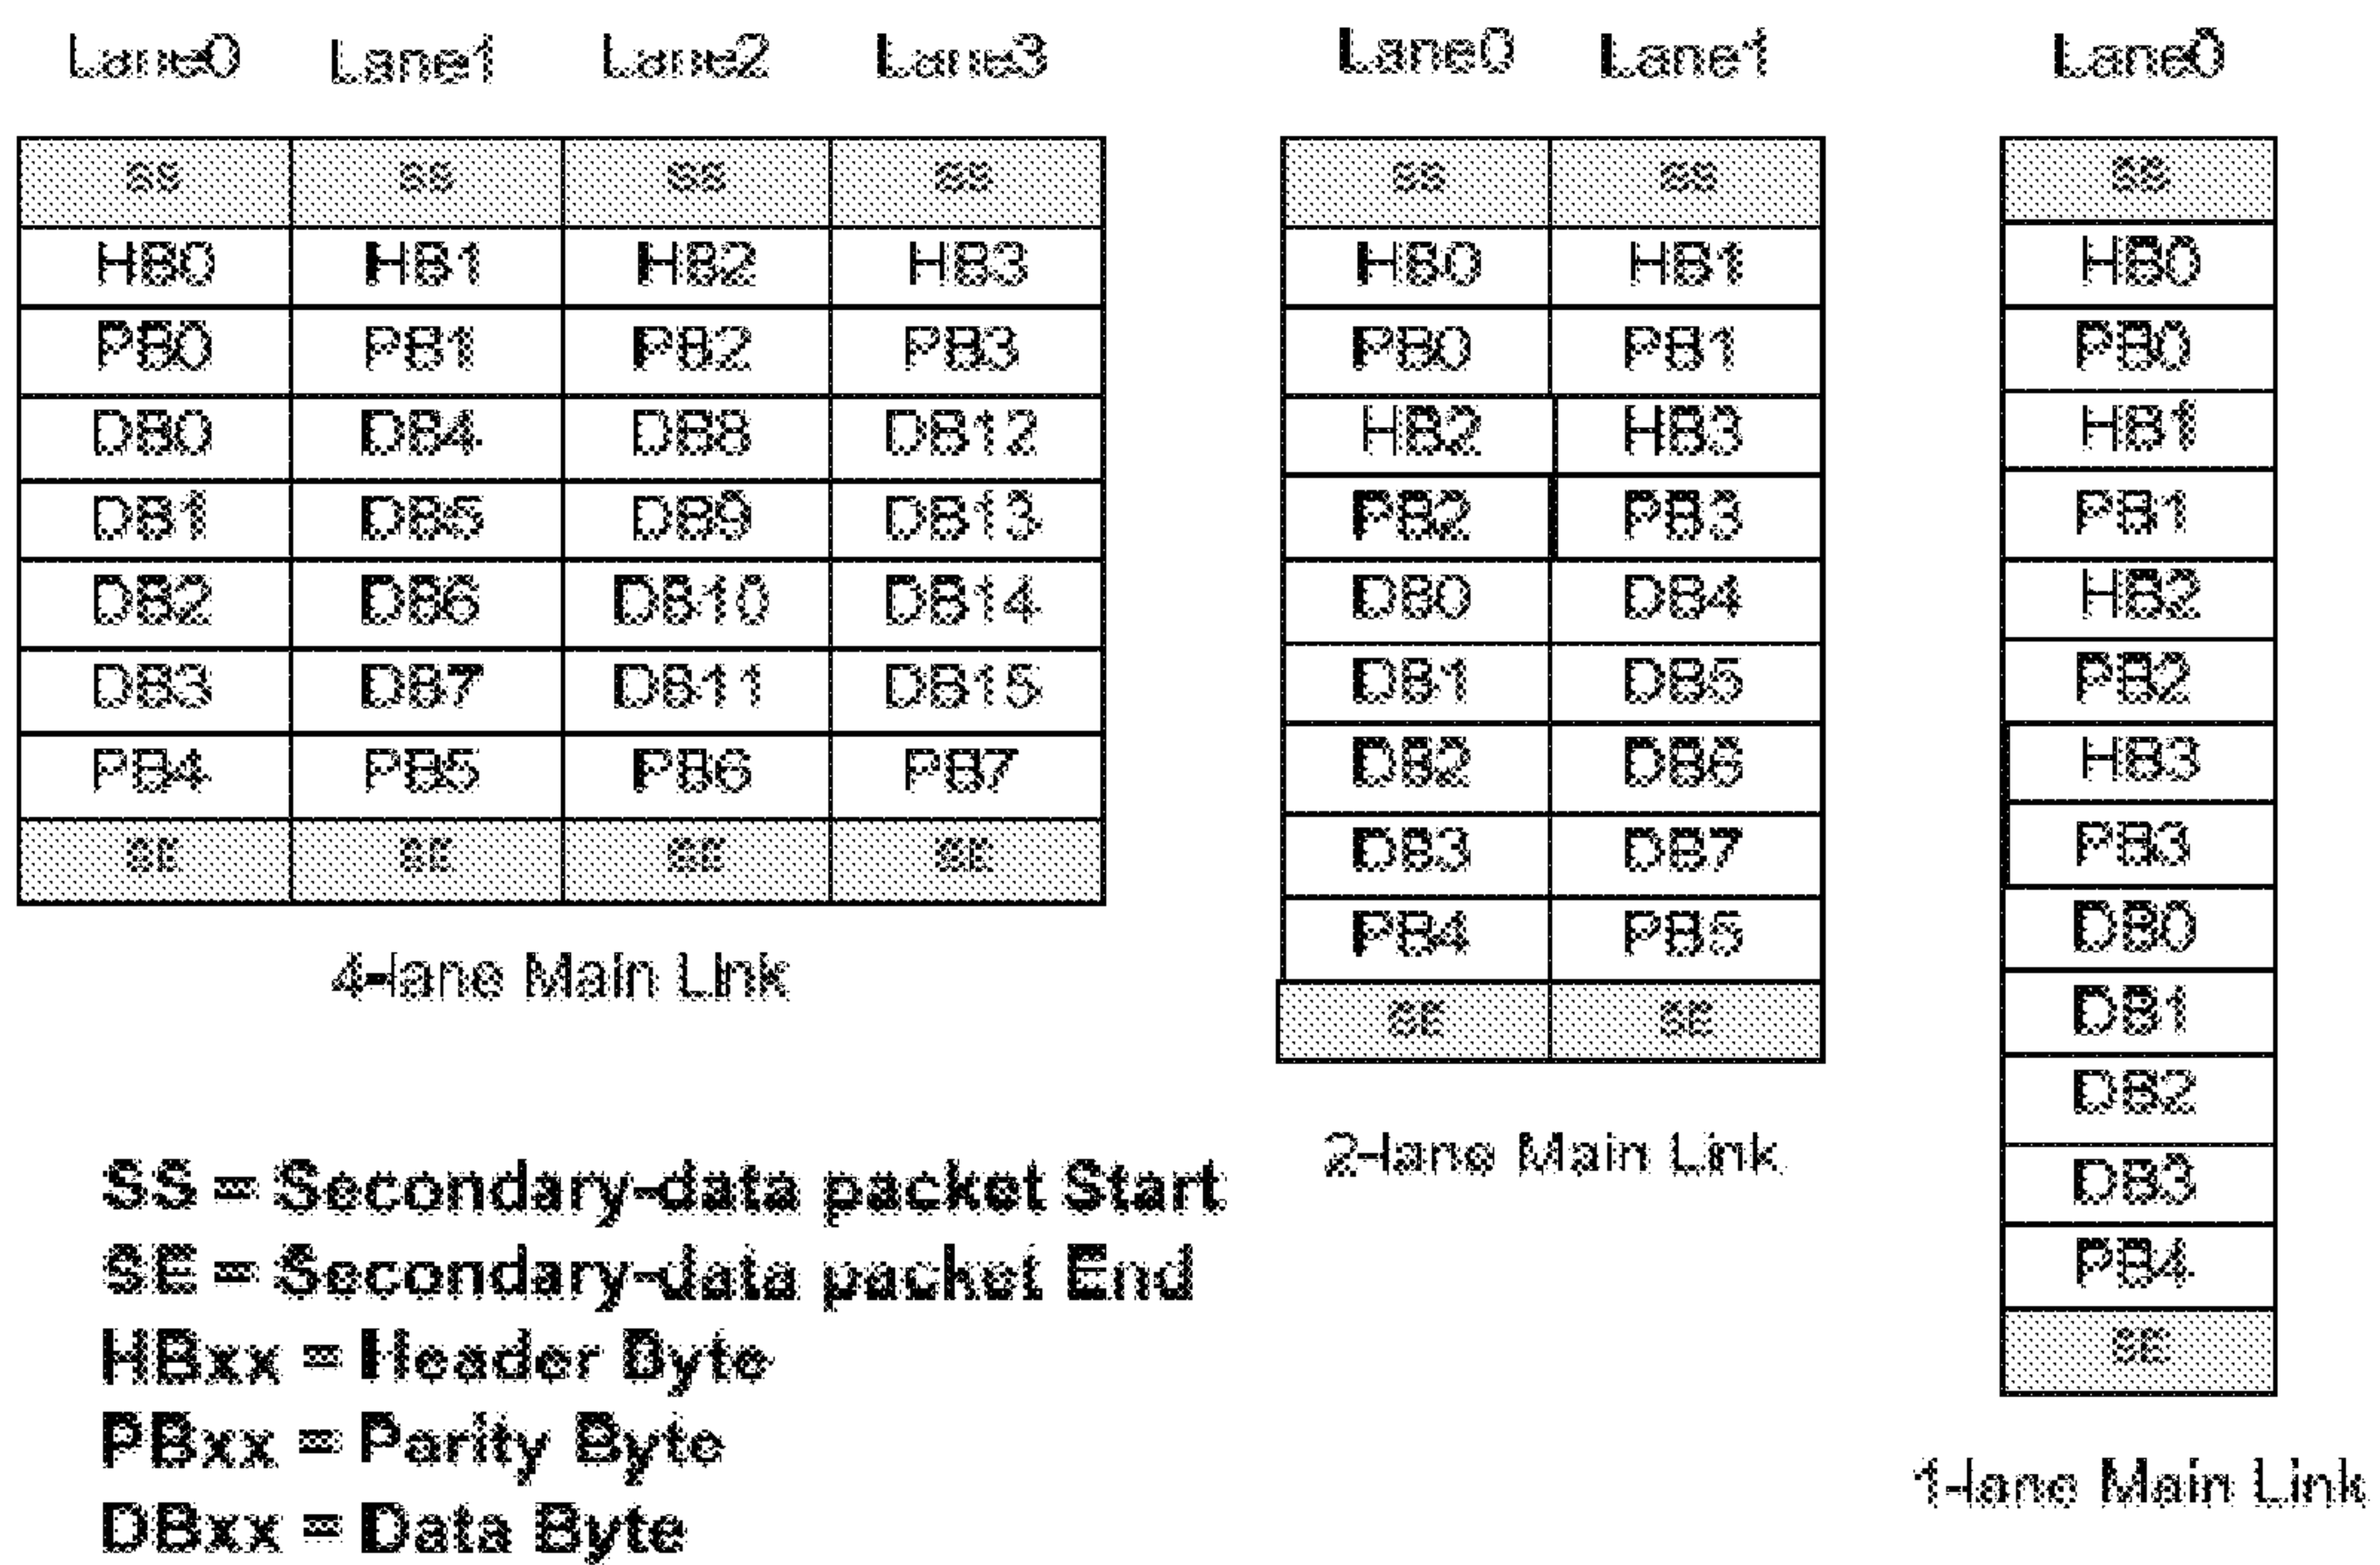 Lane0 Lane1 Lane2 Lane3
SS SS SS SS
HB0 HB1 HB2 HB3
PB0 PB1 PB2 PB3
DB0 DB4 DB8 DB12
DB1 DB5 DB9 DB13
DB2 DB6 DB10 DB14
DB3 DB7 DB11 DB15
PB4 PB5 PB6 PB7
SE SE SE SE
4-lane Main Link
Lane0 Lane1
SS SS
HB0 HB1
PB0 PB1
HB2 HB3
PB2 PB3
DB0 DB4
DB1 DB5
DB2 DB6
DB3 DB7
PB4 PB5
SE SE
2-lane Main Link
Lane0
SS
HB0
PB0
HB1
PB1
HB2
PB2
HB3
PB3
DB0
DB1
DB2
DB3
PB4
SE
1-lane Main Link
SS = Secondary-data packet Start
SE = Secondary-data packet End
HBxx = Header Byte
PBxx = Parity Byte
DBxx = Data Byte